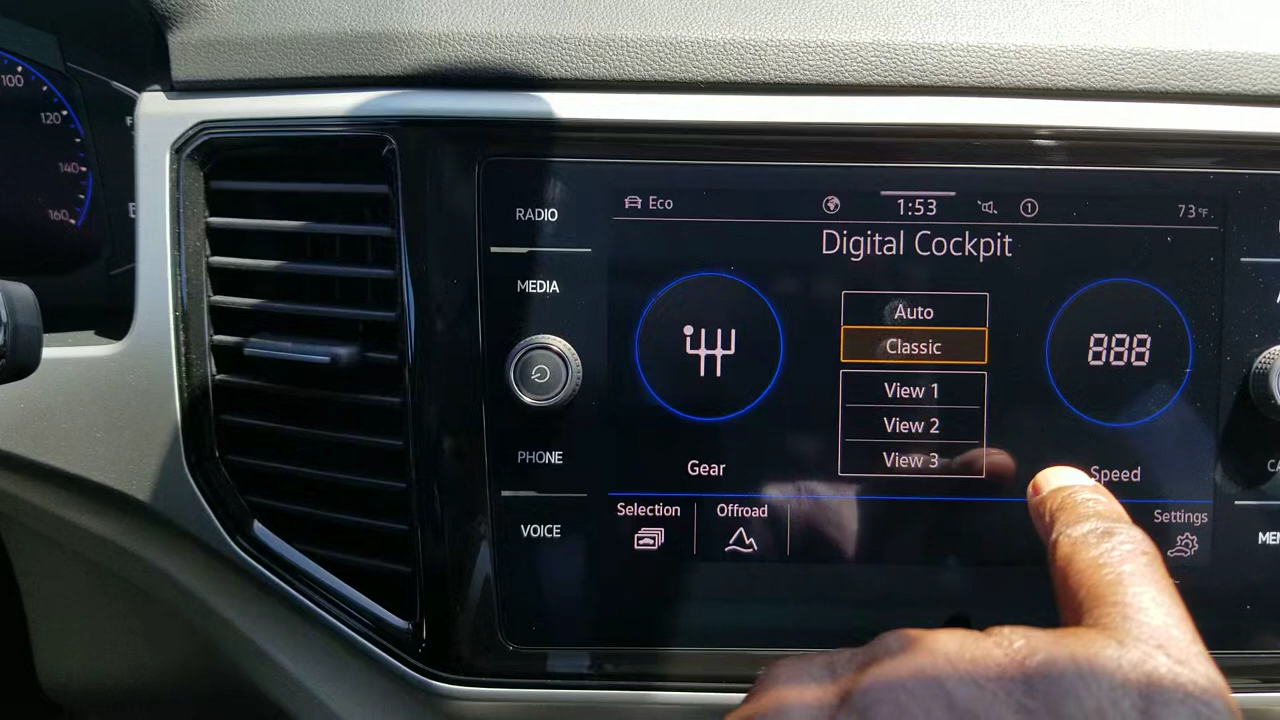 100
120
140
160
RADIO
MEDIA
PHONE
VOICE
Eco
1:53
1
73°F
Digital Cockpit
Auto
Classic
View 1
View 2
View 3
Gear
888
Speed
Selection
Offroad
Settings